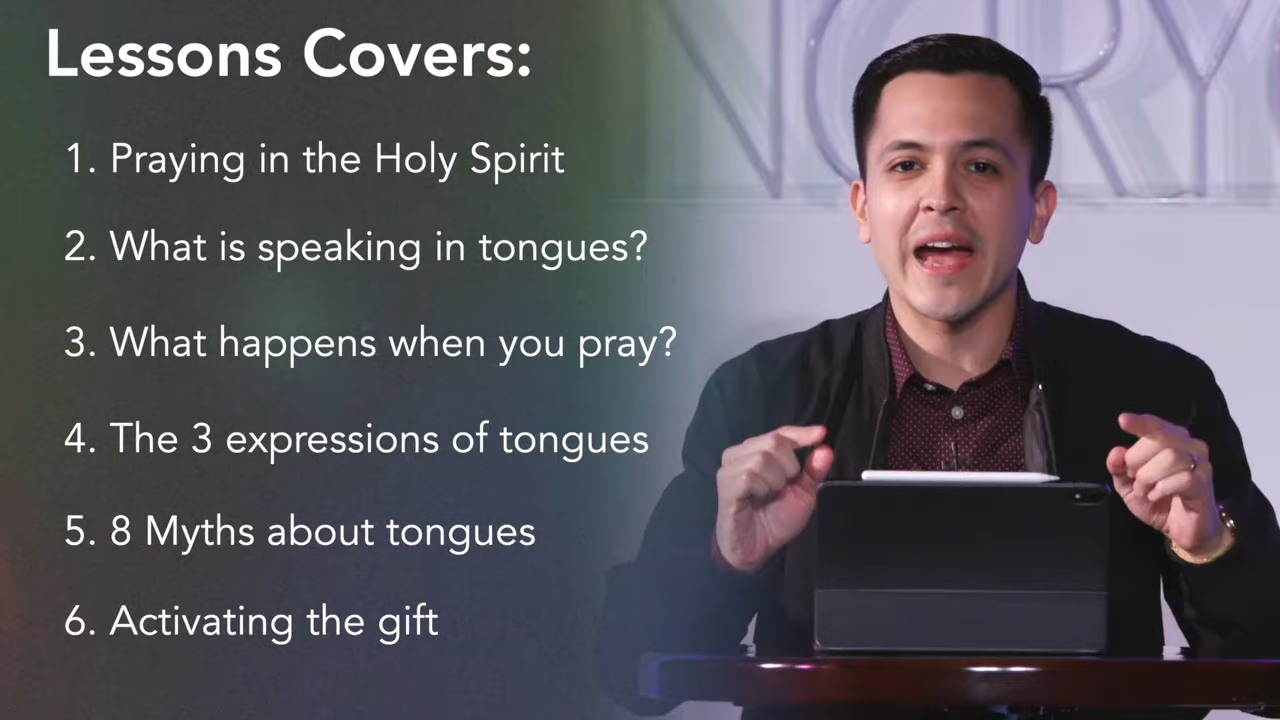 Lessons Covers:
1. Praying in the Holy Spirit
2. What is speaking in tongues?
3. What happens when you pray?
4. The 3 expressions of tongues
5. 8 Myths about tongues
6. Activating the gift